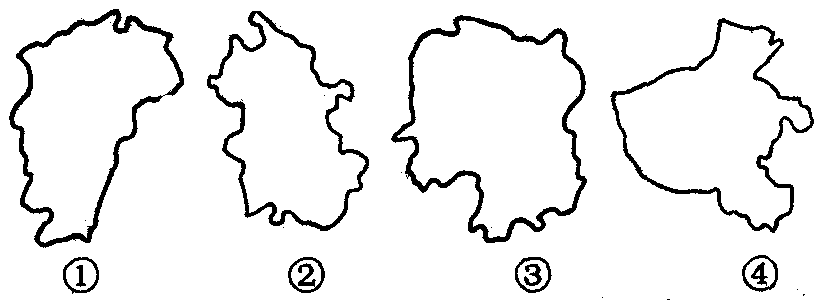 ① ② ③ ④